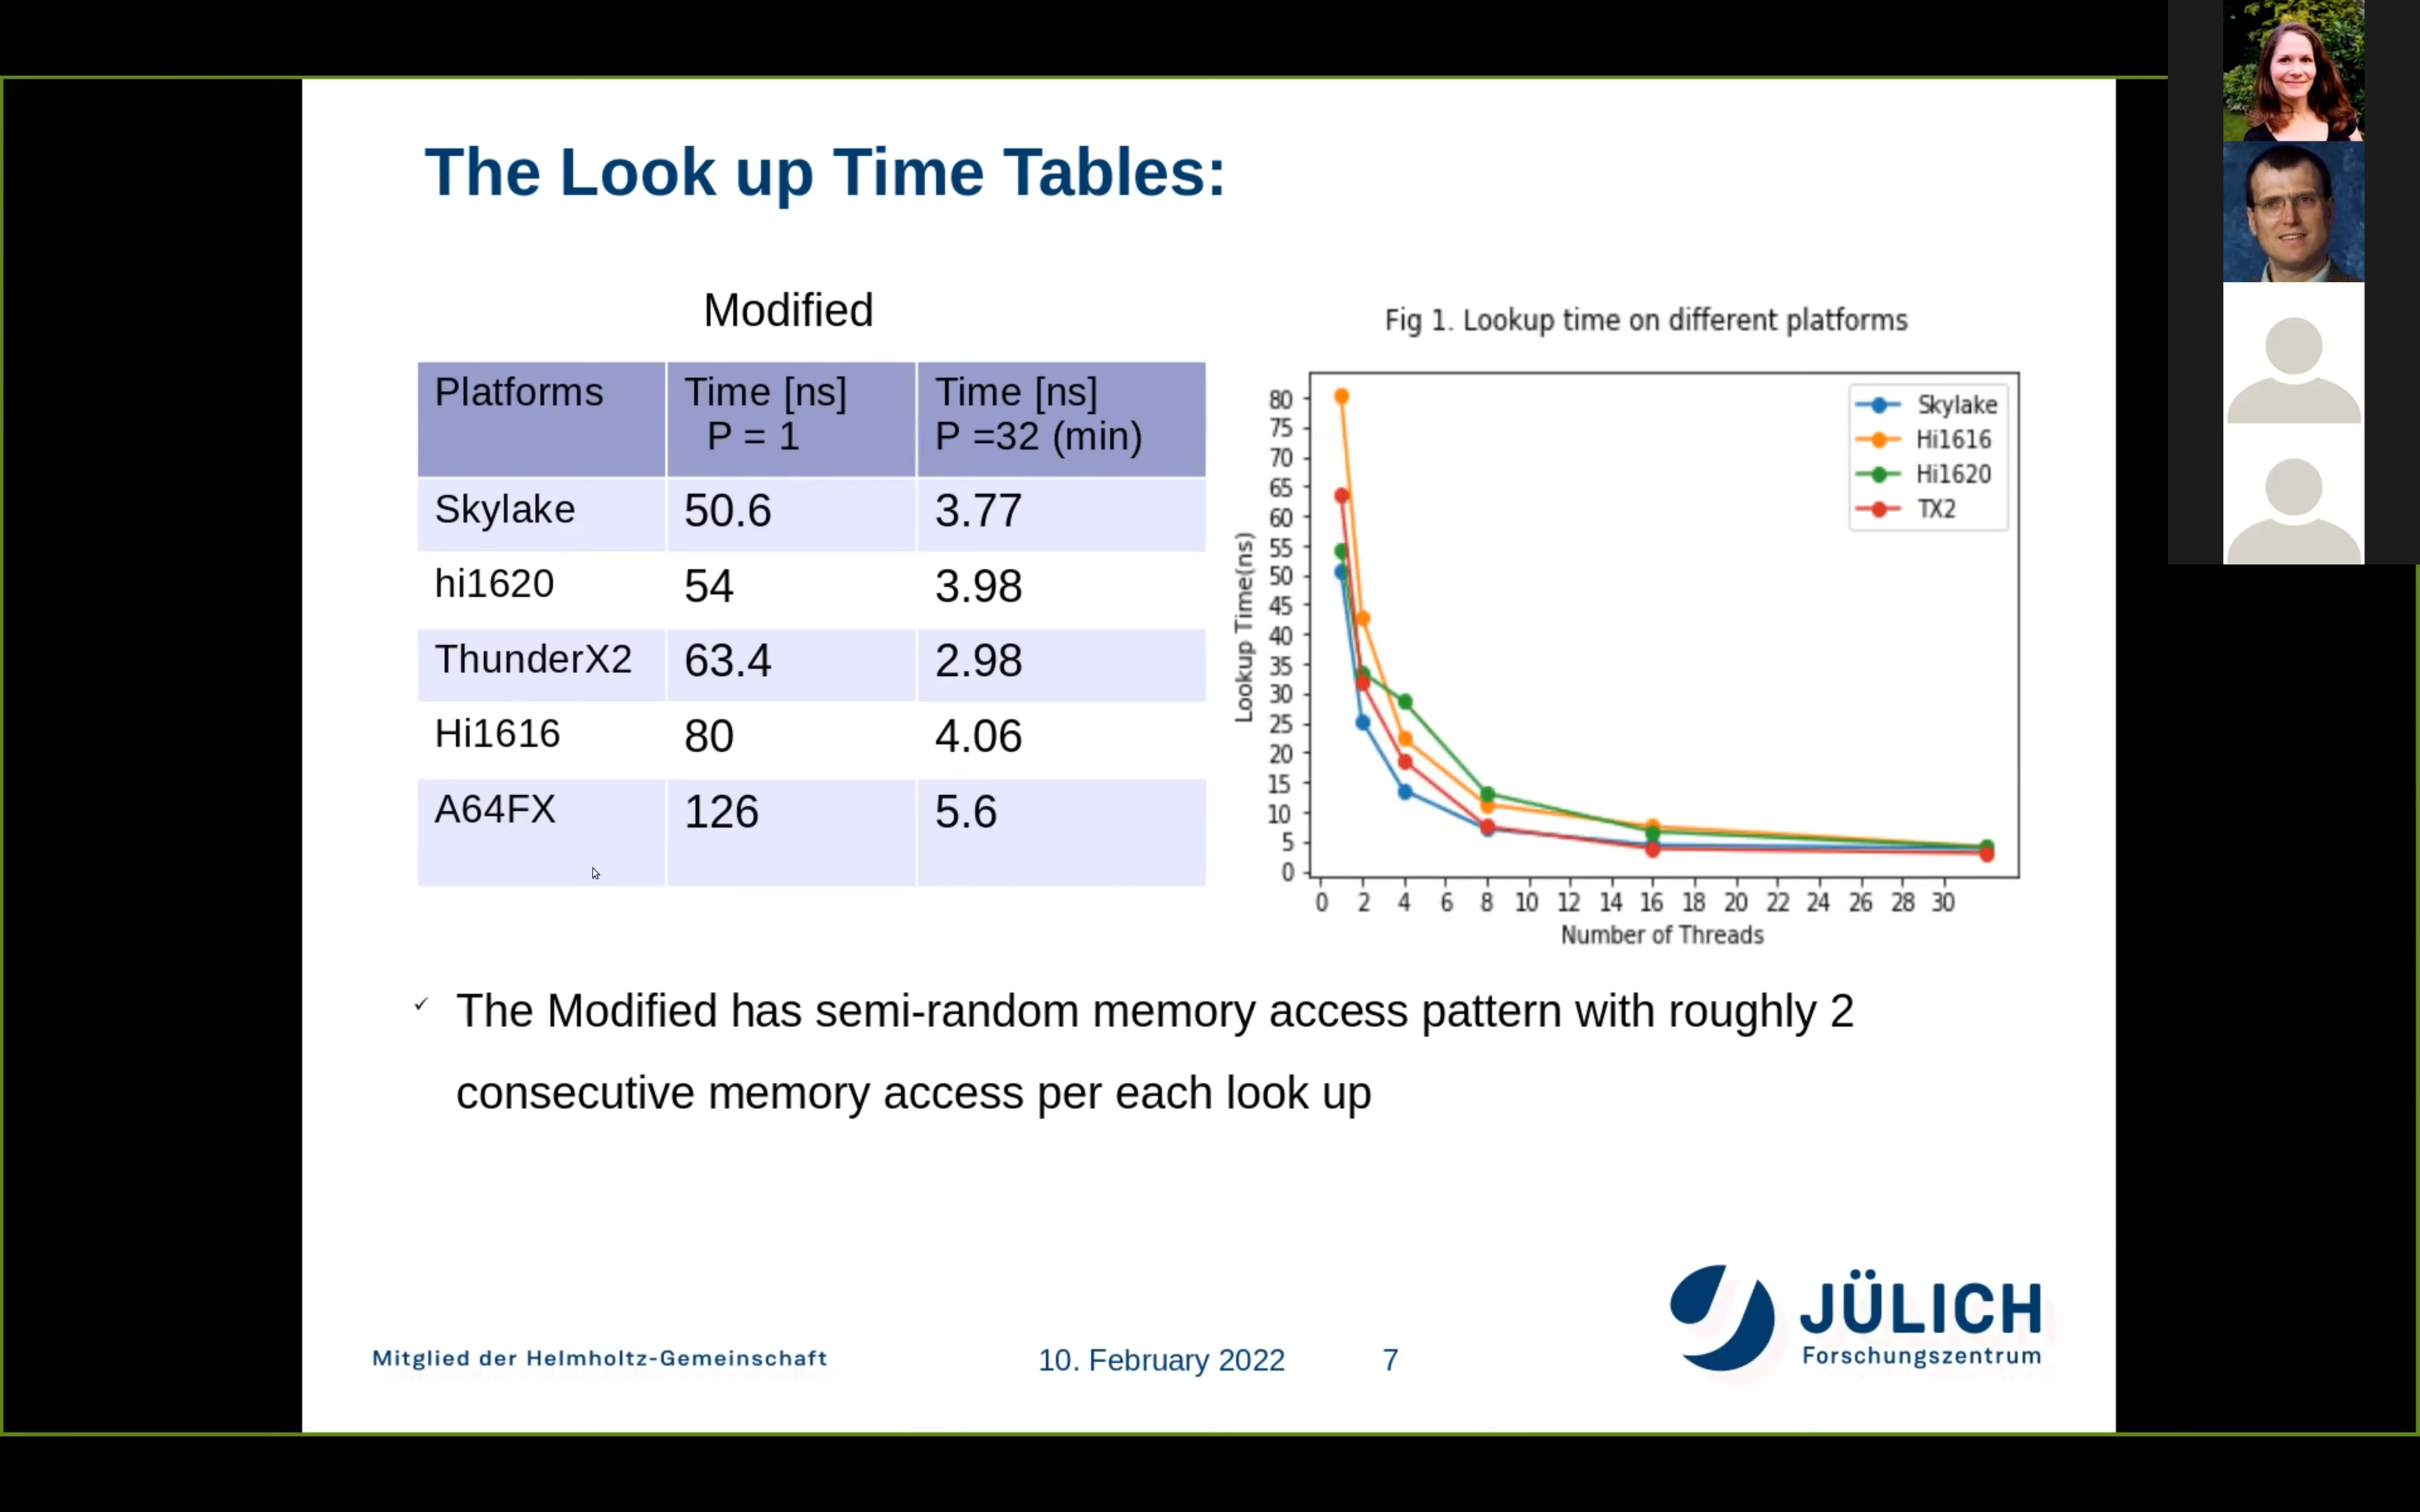 The Look up Time Tables:
Modified
Platforms Time [ns] Time [ns]
P = 1 P =32 (min)
Skylake 50.6 3.77
hi1620 54 3.98
ThunderX2 63.4 2.98
Hi1616 80 4.06
A64FX 126 5.6
Fig 1. Lookup time on different platforms
80
75
70
65
60
55
50
45
40
35
30
25
20
15
10
5
0
Lookup Time(ns)
Skylake
Hi1616
Hi1620
TX2
0 2 4 6 8 10 12 14 16 18 20 22 24 26 28 30
Number of Threads
✓ The Modified has semi-random memory access pattern with roughly 2
consecutive memory access per each look up
Mitglied der Helmholtz-Gemeinschaft
10. February 2022 7
JÜLICH
Forschungszentrum